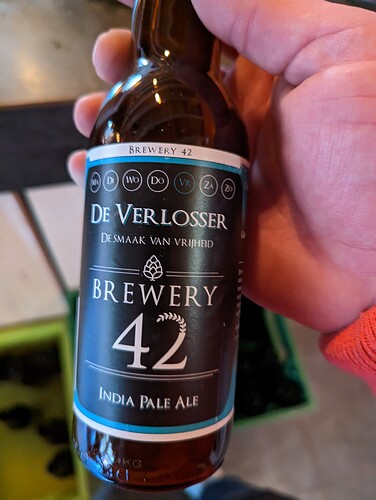 BREWERY 42
MA DI WO DO VR ZA ZO
DE VERLOSSER
DE SMAAK VAN VRIJHEID
BREWERY
42
INDIA PALE ALE